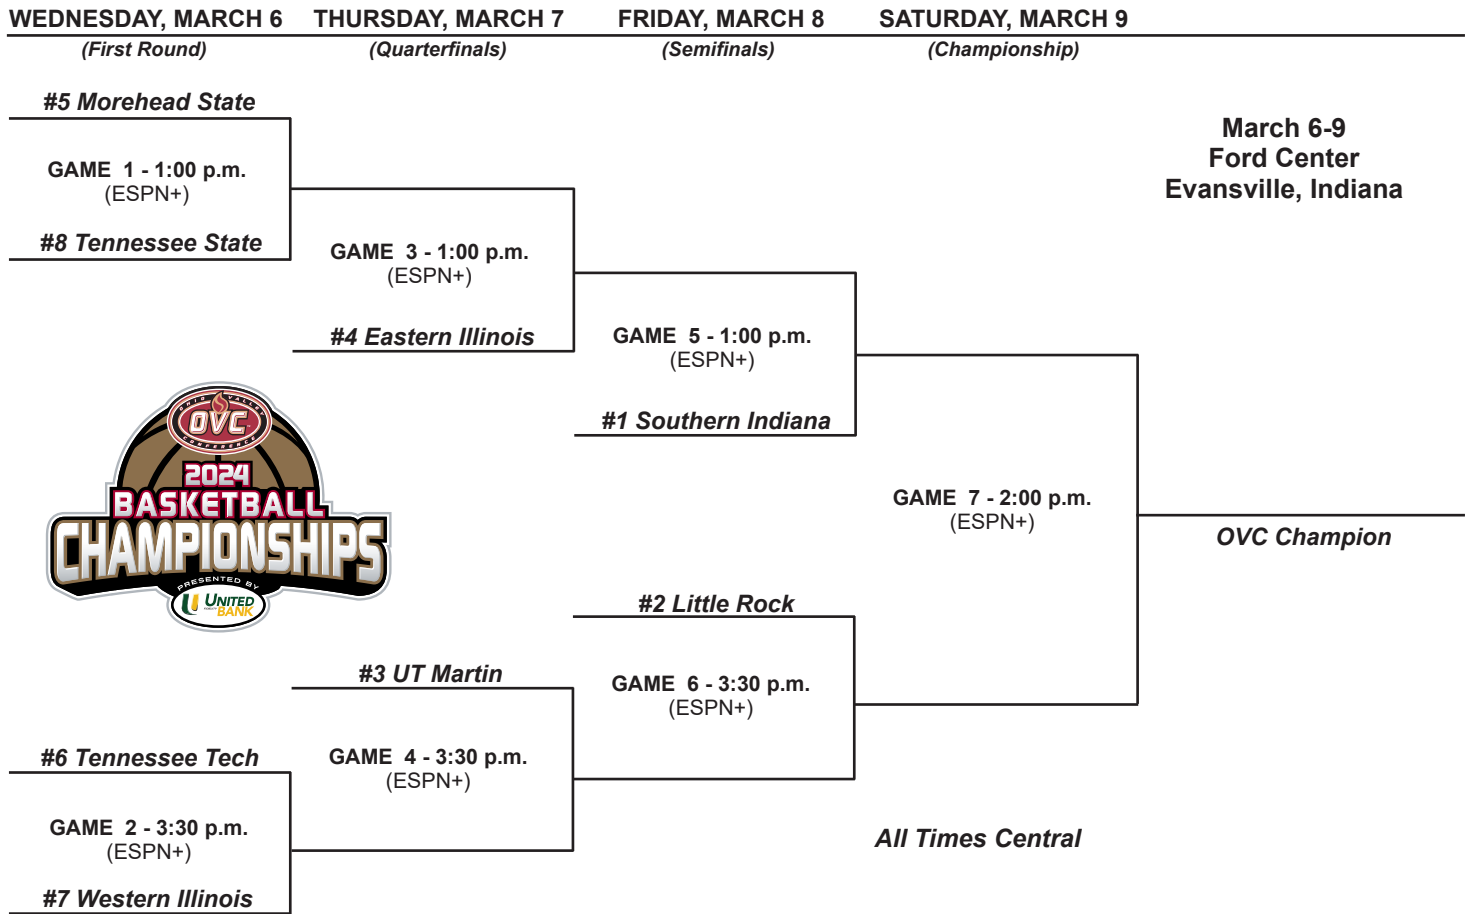 WEDNESDAY, MARCH 6 THURSDAY, MARCH 7 FRIDAY, MARCH 8 SATURDAY, MARCH 9
(First Round) (Quarterfinals) (Semifinals) (Championship)
#5 Morehead State
March 6-9
Ford Center
Evansville, Indiana
GAME 1 - 1:00 p.m.
(ESPN+)
#8 Tennessee State
GAME 3 - 1:00 p.m.
(ESPN+)
#4 Eastern Illinois
GAME 5 - 1:00 p.m.
(ESPN+)
#1 Southern Indiana
OHIO VALLEY
OVC
CONFERENCE
2024
BASKETBALL
CHAMPIONSHIPS
PRESENTED BY
UNITED
BANK
GAME 7 - 2:00 p.m.
(ESPN+)
OVC Champion
#2 Little Rock
#3 UT Martin
GAME 6 - 3:30 p.m.
(ESPN+)
#6 Tennessee Tech
GAME 4 - 3:30 p.m.
(ESPN+)
GAME 2 - 3:30 p.m.
(ESPN+)
All Times Central
#7 Western Illinois